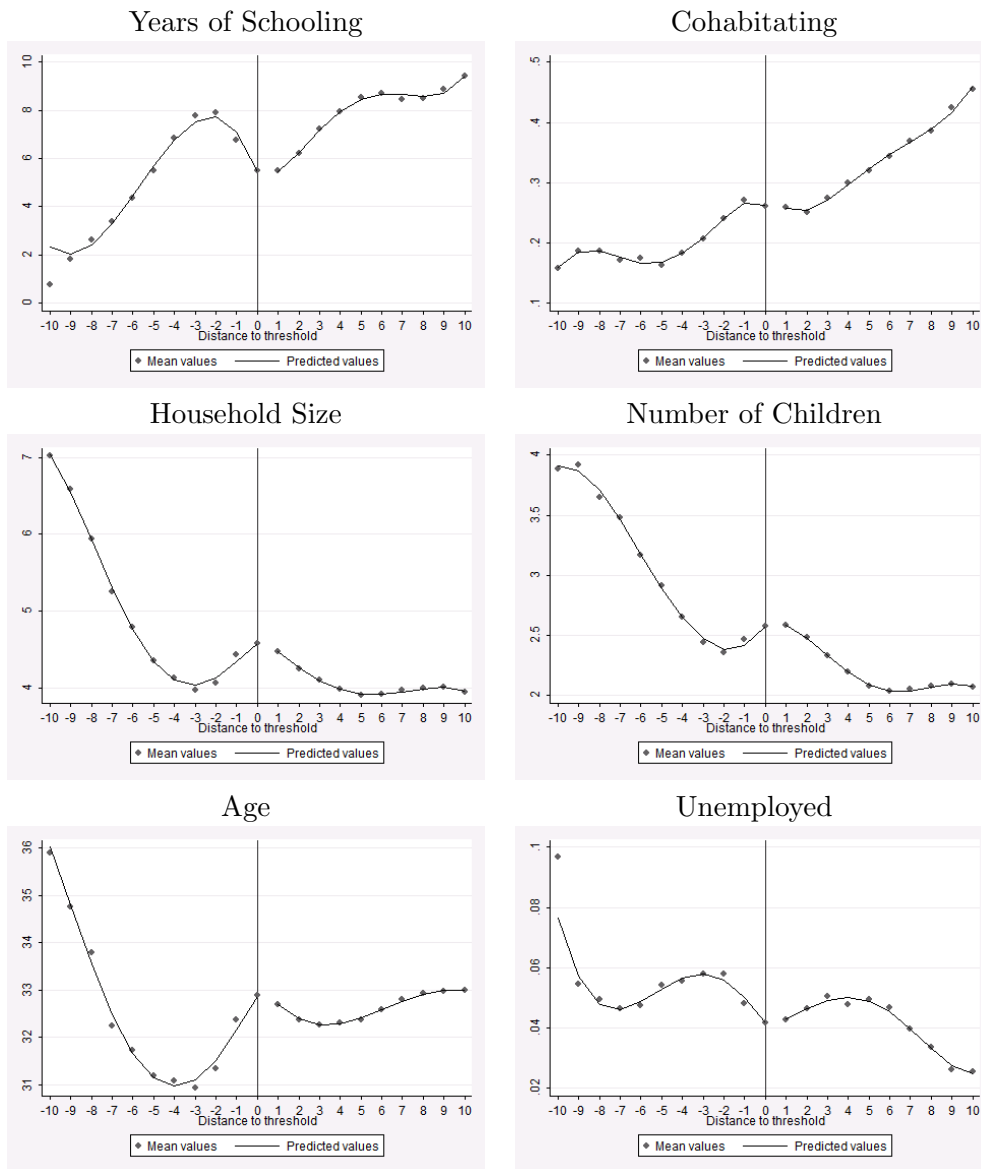 Years of Schooling
10
8
6
4
2
0
-10 -9 -8 -7 -6 -5 -4 -3 -2 -1 0 1 2 3 4 5 6 7 8 9 10
Distance to threshold
Mean values Predicted values
Cohabitating
.5
.4
.3
.2
.1
-10 -9 -8 -7 -6 -5 -4 -3 -2 -1 0 1 2 3 4 5 6 7 8 9 10
Distance to threshold
Mean values Predicted values
Household Size
7
6
5
4
-10 -9 -8 -7 -6 -5 -4 -3 -2 -1 0 1 2 3 4 5 6 7 8 9 10
Distance to threshold
Mean values Predicted values
Number of Children
4
3.5
3
2.5
2
-10 -9 -8 -7 -6 -5 -4 -3 -2 -1 0 1 2 3 4 5 6 7 8 9 10
Distance to threshold
Mean values Predicted values
Age
36
35
34
33
32
31
-10 -9 -8 -7 -6 -5 -4 -3 -2 -1 0 1 2 3 4 5 6 7 8 9 10
Distance to threshold
Mean values Predicted values
Unemployed
.1
.08
.06
.04
.02
-10 -9 -8 -7 -6 -5 -4 -3 -2 -1 0 1 2 3 4 5 6 7 8 9 10
Distance to threshold
Mean values Predicted values